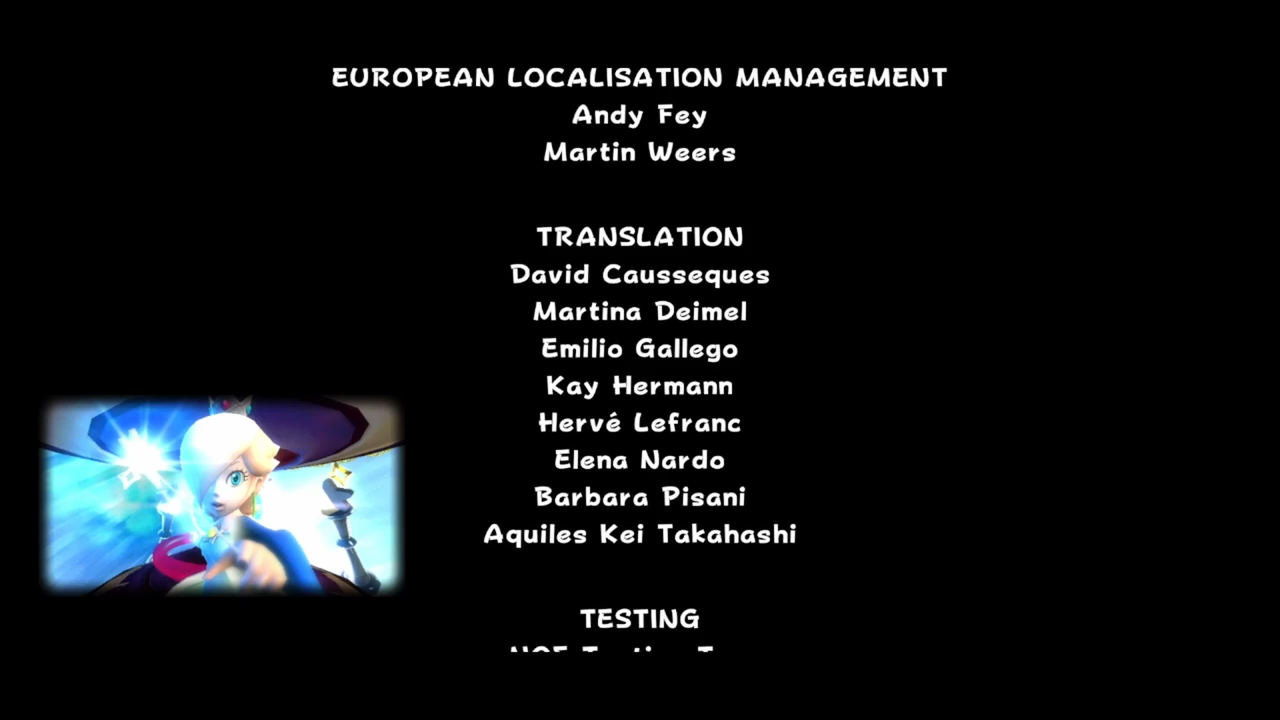 EUROPEAN LOCALISATION MANAGEMENT
Andy Fey
Martin Weers
TRANSLATION
David Causseques
Martina Deimel
Emilio Gallego
Kay Hermann
Hervé Lefranc
Elena Nardo
Barbara Pisani
Aquiles Kei Takahashi
TESTING